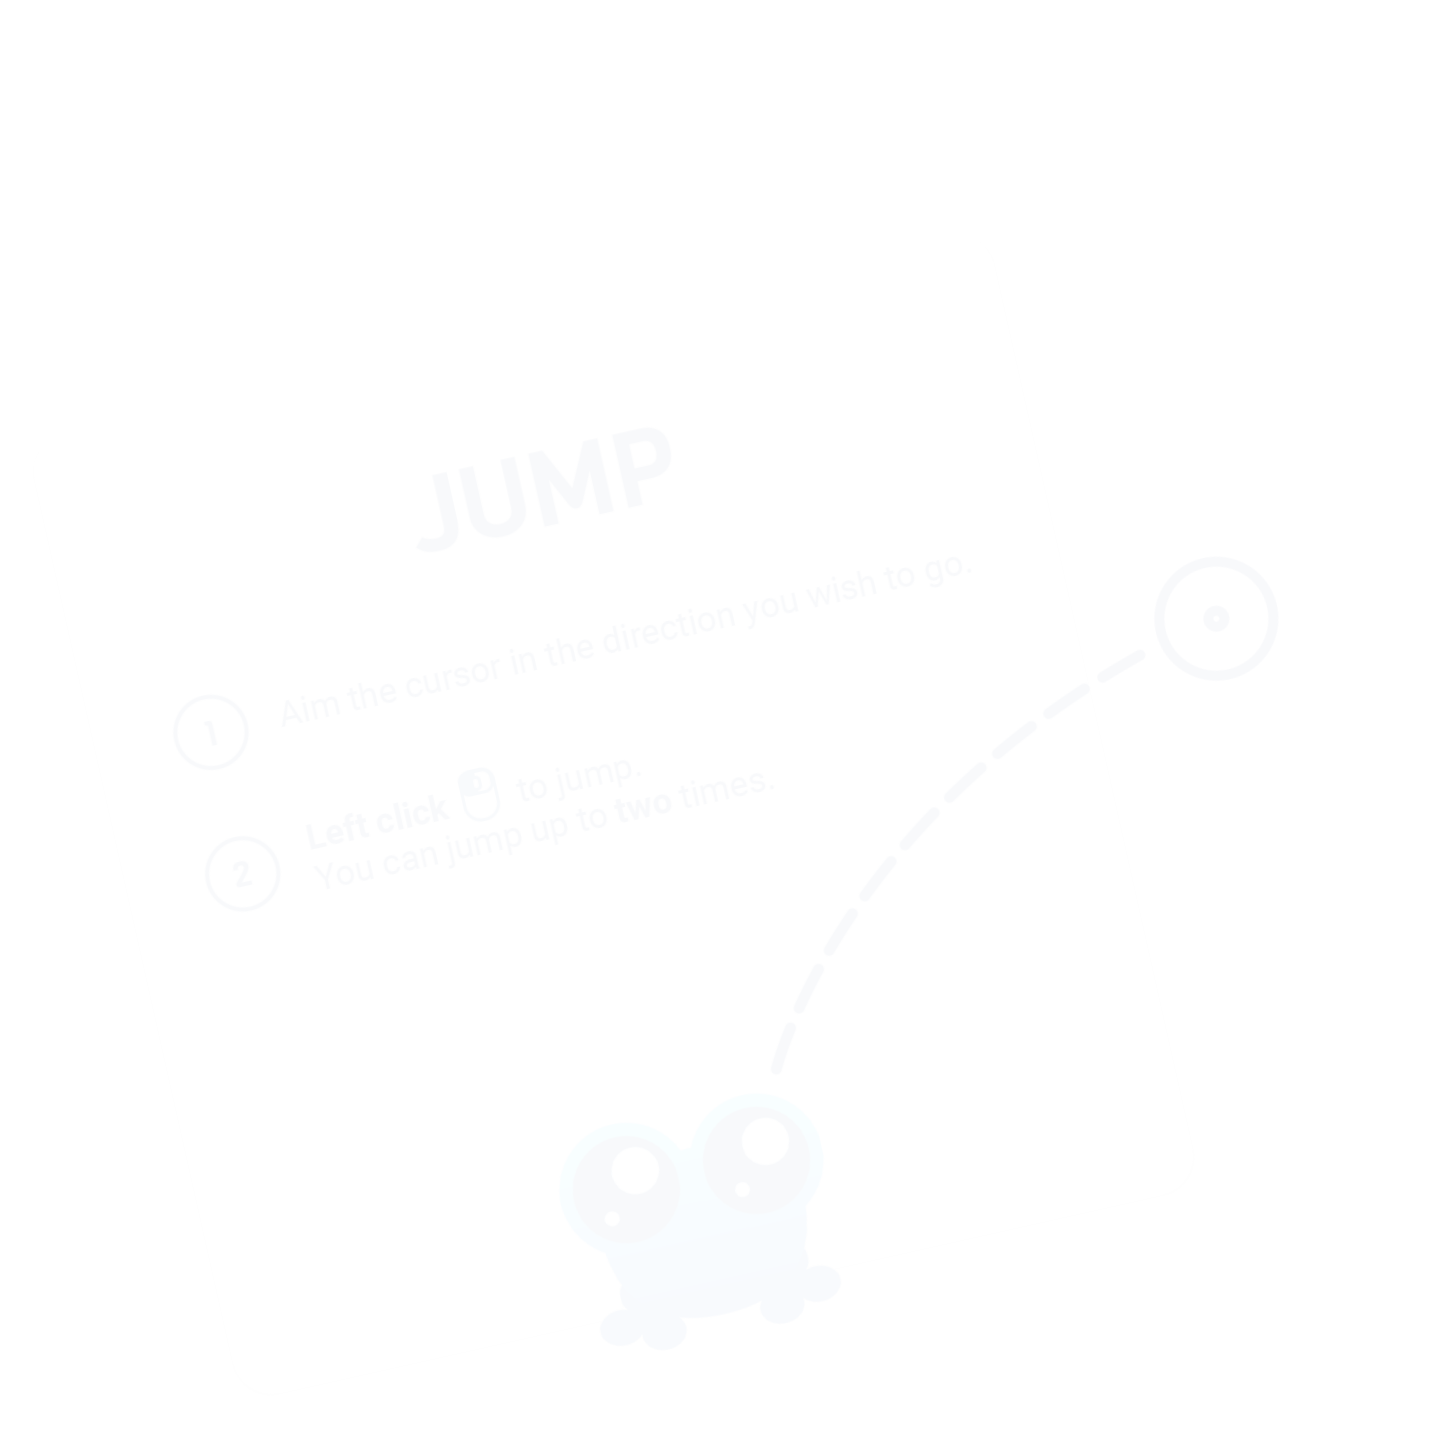 JUMP
1 Aim the cursor in the direction you wish to go.
2 Left click to jump.
You can jump up to two times.